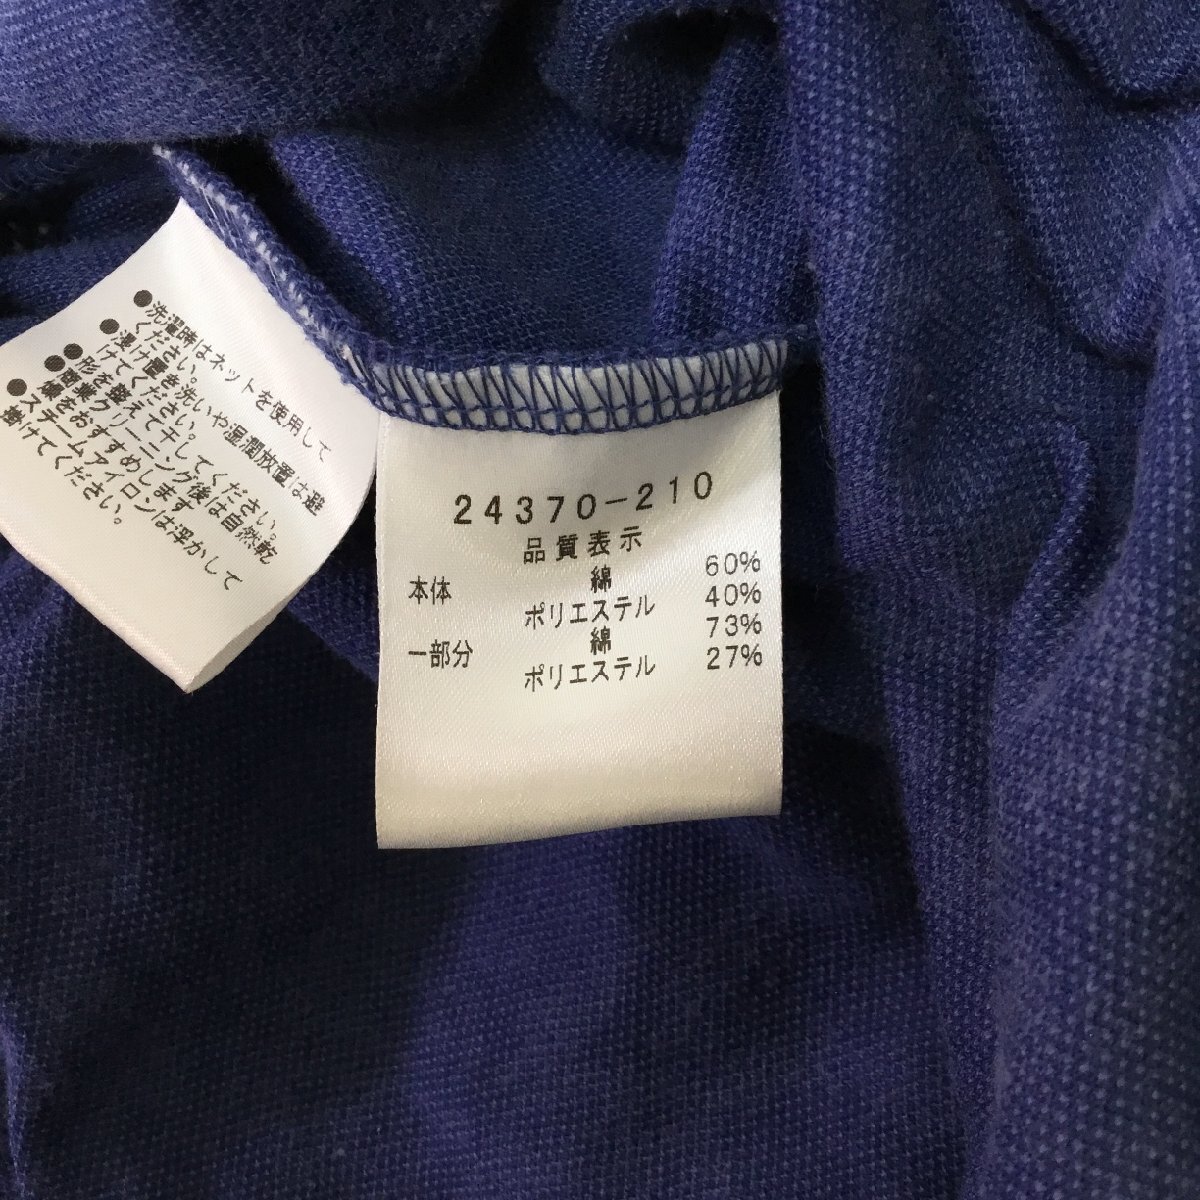 ●洗濯時はネットを使用して
ください。
●浸け置き洗いや湿潤放置は避
けてください。
●形を整えて干してください。
●商業クリーニング後は自然乾
燥をおすすめします
●スチームアイロンは浮かして
掛けてください。
24370-210
品質表示
本体 綿 60%
ポリエステル 40%
一部分 綿 73%
ポリエステル 27%